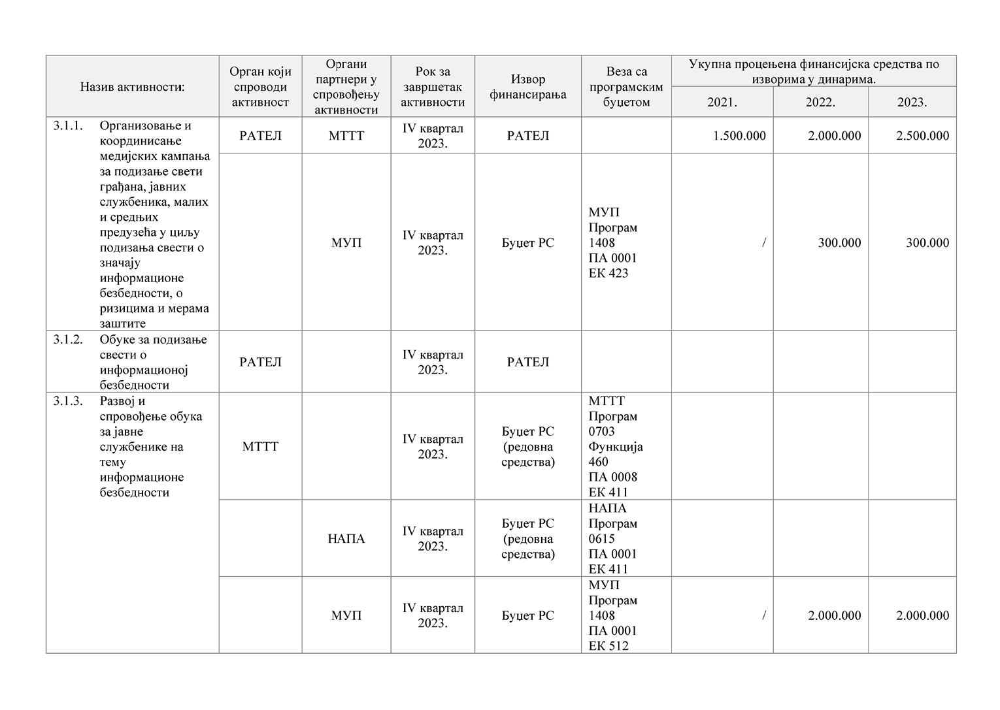 Назив активности:
Орган који
спроводи
активност
Органи
партнери у
спровођењу
активности
Рок за
завршетак
активности
Извор
финансирања
Веза са
програмским
буџетом
Укупна процењена финансијска средства по
изворима у динарима.
2021.
2022.
2023.
3.1.1. Организовање и
координисање
медијских кампања
за подизање свети
грађана, јавних
службеника, малих
и средњих
предузећа у циљу
подизања свести о
значају
информационе
безбедности, о
ризицима и мерама
заштите
РАТЕЛ
МТТТ
IV квартал
2023.
РАТЕЛ
1.500.000
2.000.000
2.500.000
МУП
IV квартал
2023.
Буџет РС
МУП
Програм
1408
ПА 0001
ЕК 423
/
300.000
300.000
3.1.2. Обуке за подизање
свести о
информационој
безбедности
РАТЕЛ
IV квартал
2023.
РАТЕЛ
3.1.3. Развој и
спровођење обука
за јавне
службенике на
тему
информационе
безбедности
МТТТ
IV квартал
2023.
Буџет РС
(редовна
средства)
МТТТ
Програм
0703
Функција
460
ПА 0008
ЕК 411
НАПА
IV квартал
2023.
Буџет РС
(редовна
средства)
НАПА
Програм
0615
ПА 0001
ЕК 411
МУП
IV квартал
2023.
Буџет РС
МУП
Програм
1408
ПА 0001
ЕК 512
/
2.000.000
2.000.000